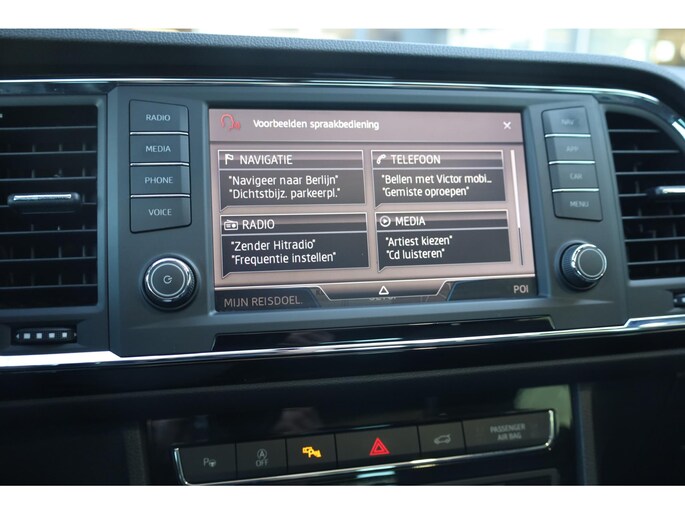 RADIO
MEDIA
PHONE
VOICE
Voorbeelden spraakbediening
NAVIGATIE
"Navigeer naar Berlijn"
"Dichtstbijz. parkeerpl."
TELEFOON
"Bellen met Victor mobi...
"Gemiste oproepen"
RADIO
"Zender Hitradio"
"Frequentie instellen"
MEDIA
"Artiest kiezen"
"Cd luisteren"
MIJN REISDOEL.
POI
NAV
APP
CAR
MENU
OFF
PASSENGER
AIR BAG